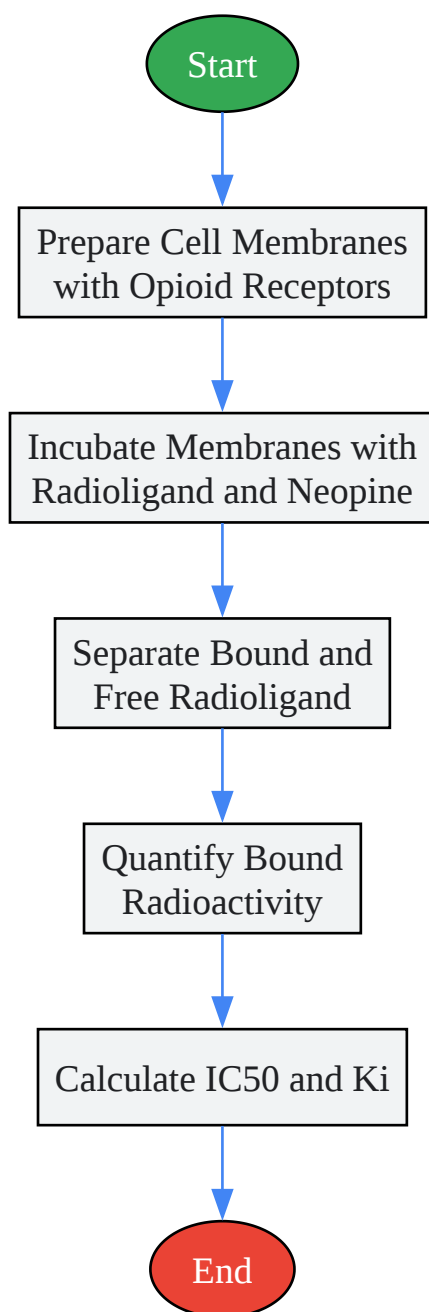 Start
Prepare Cell Membranes
with Opioid Receptors
Incubate Membranes with
Radioligand and Neopine
Separate Bound and
Free Radioligand
Quantify Bound
Radioactivity
Calculate IC50 and Ki
End